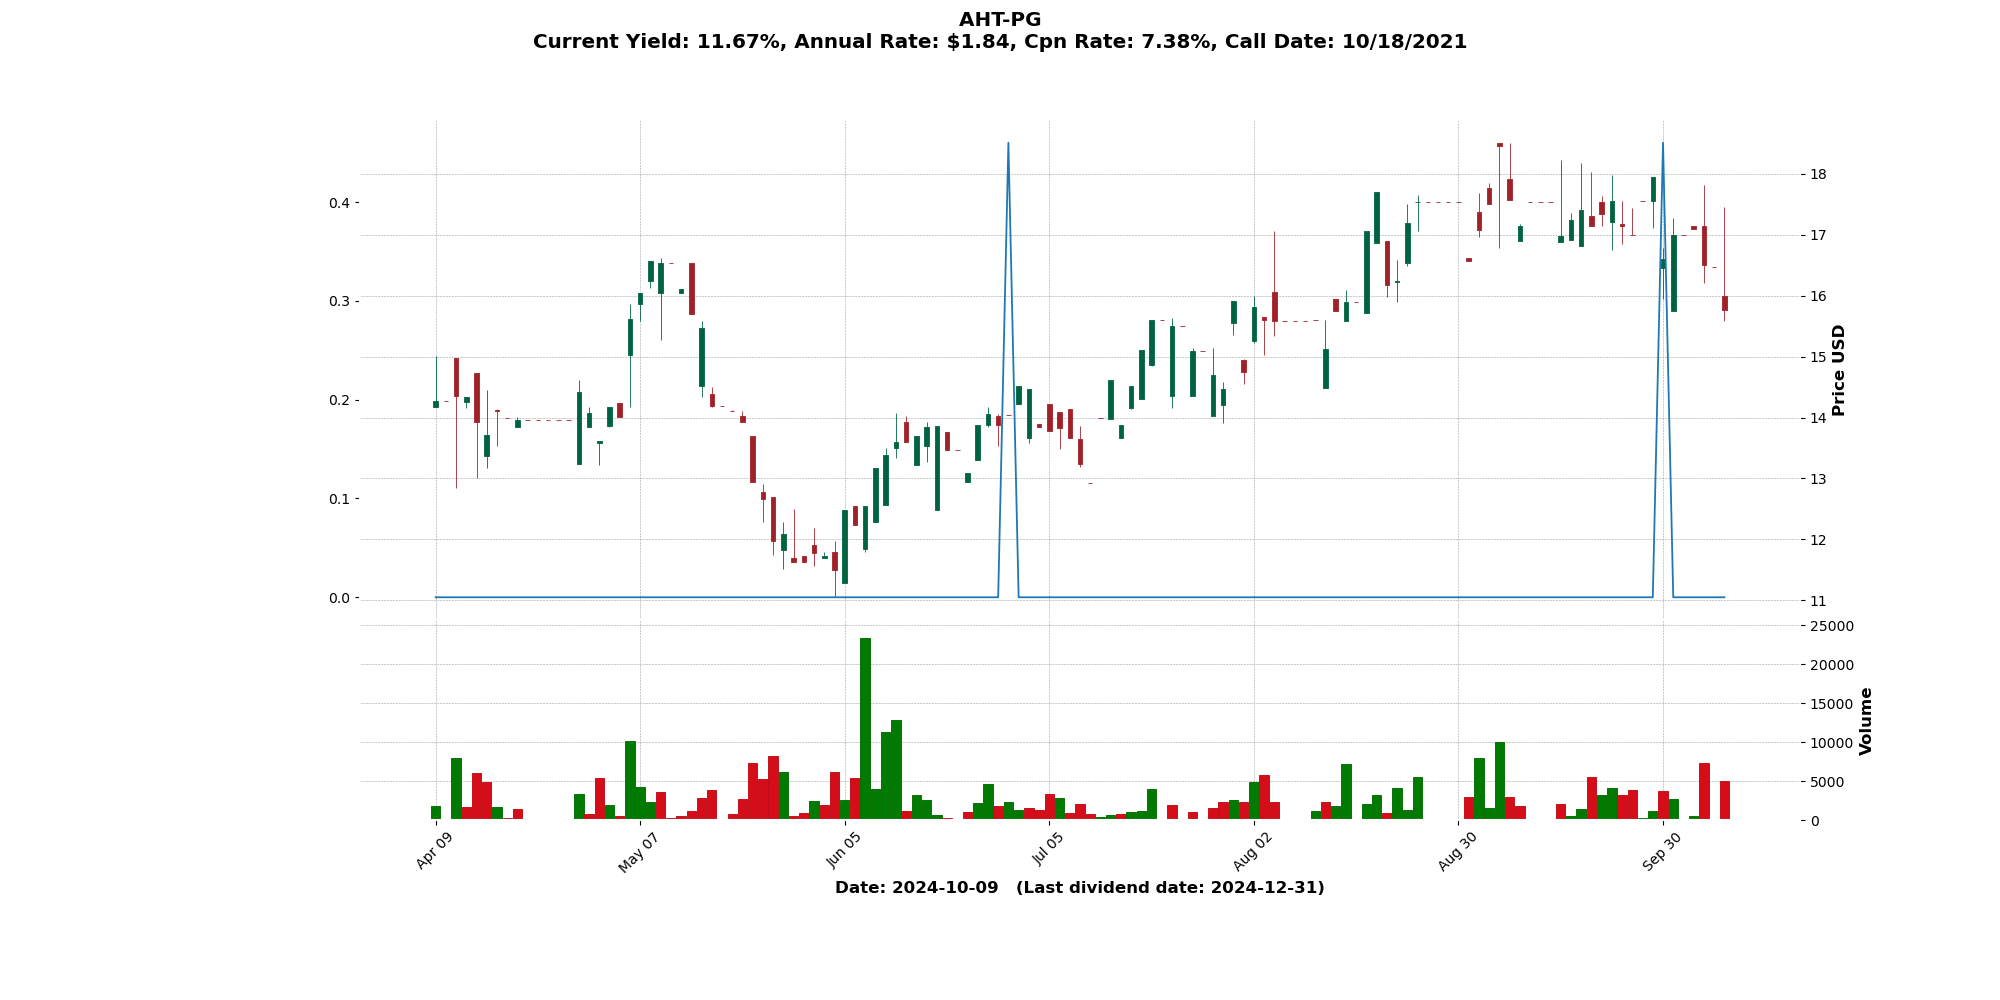 AHT-PG
Current Yield: 11.67%, Annual Rate: $1.84, Cpn Rate: 7.38%, Call Date: 10/18/2021
0.4
0.3
0.2
0.1
0.0
18
17
16
15
14
13
12
11
Price USD
25000
20000
15000
10000
5000
0
Volume
Apr 09
May 07
Jun 05
Jul 05
Aug 02
Aug 30
Sep 30
Date: 2024-10-09 (Last dividend date: 2024-12-31)